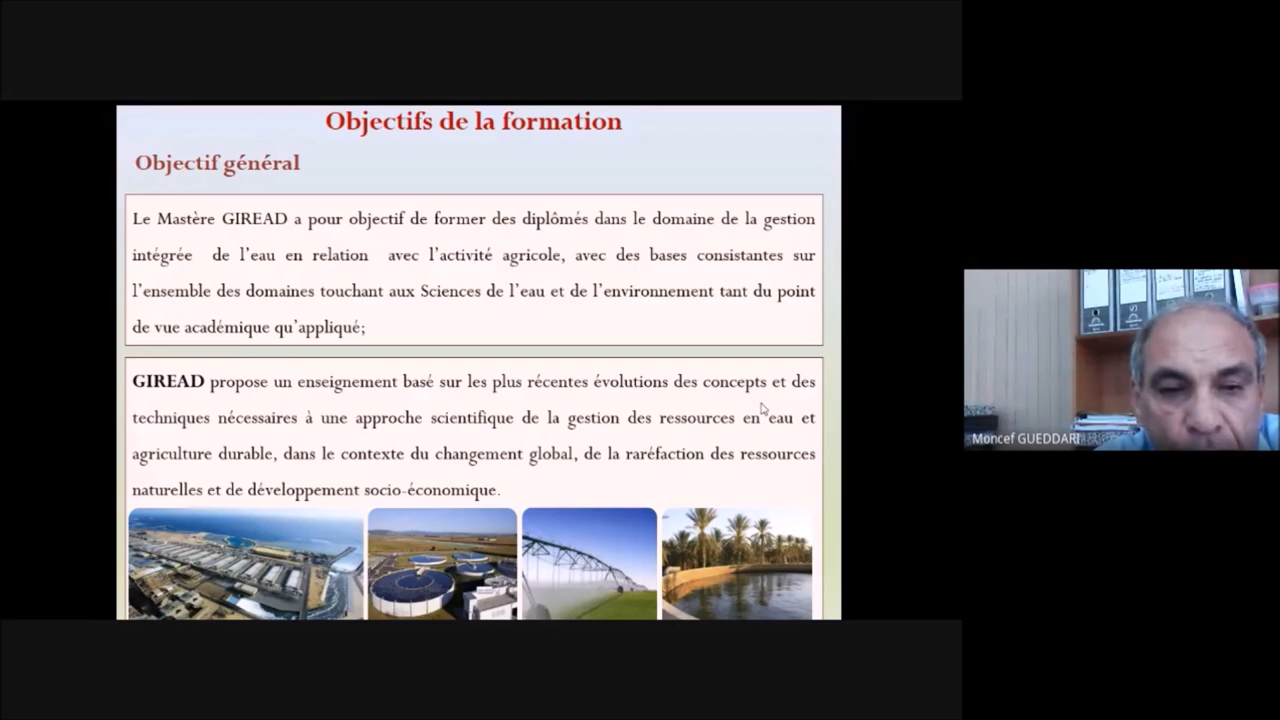 Objectifs de la formation
Objectif général
Le Mastère GIREAD a pour objectif de former des diplômés dans le domaine de la gestion
intégrée de l'eau en relation avec l'activité agricole, avec des bases consistantes sur
l'ensemble des domaines touchant aux Sciences de l'eau et de l'environnement tant du point
de vue académique qu'appliqué;
GIREAD propose un enseignement basé sur les plus récentes évolutions des concepts et des
techniques nécessaires à une approche scientifique de la gestion des ressources en eau et
agriculture durable, dans le contexte du changement global, de la raréfaction des ressources
naturelles et de développement socio-économique.
Moncef GUEDDARI